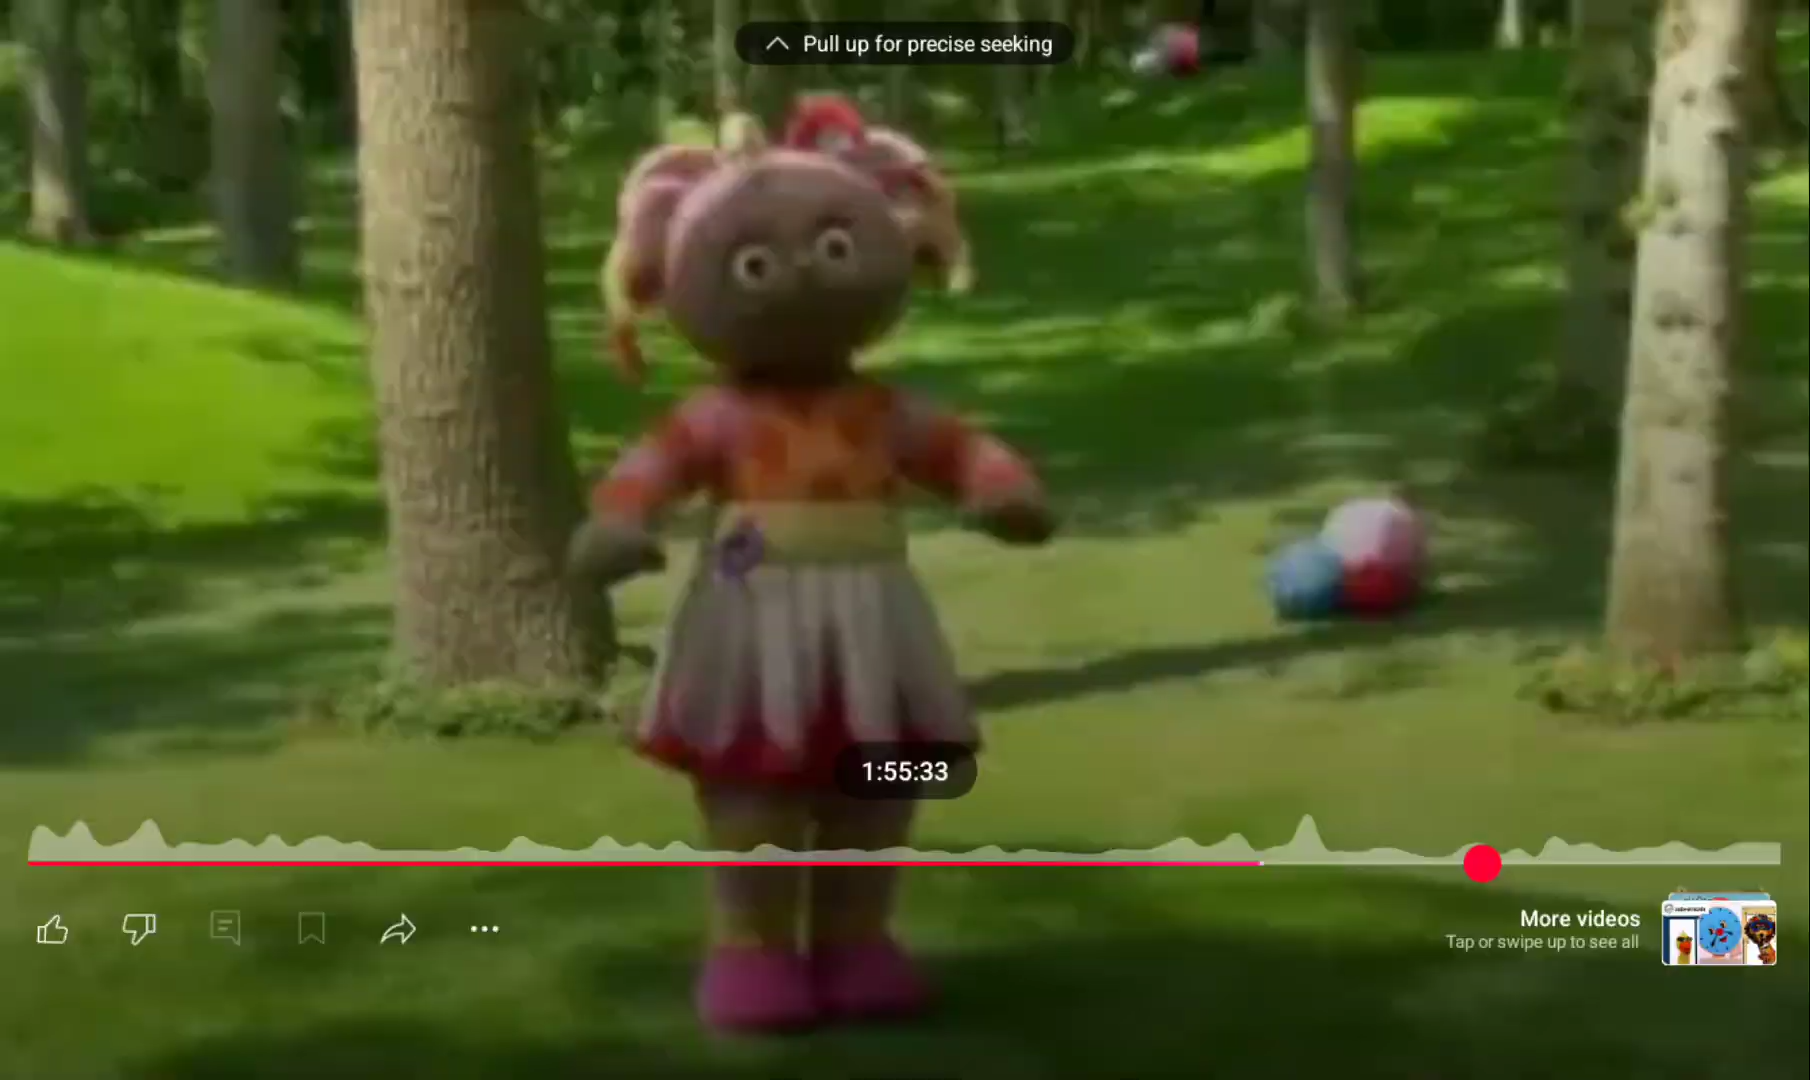 Pull up for precise seeking
1:55:33
More videos
Tap or swipe up to see all